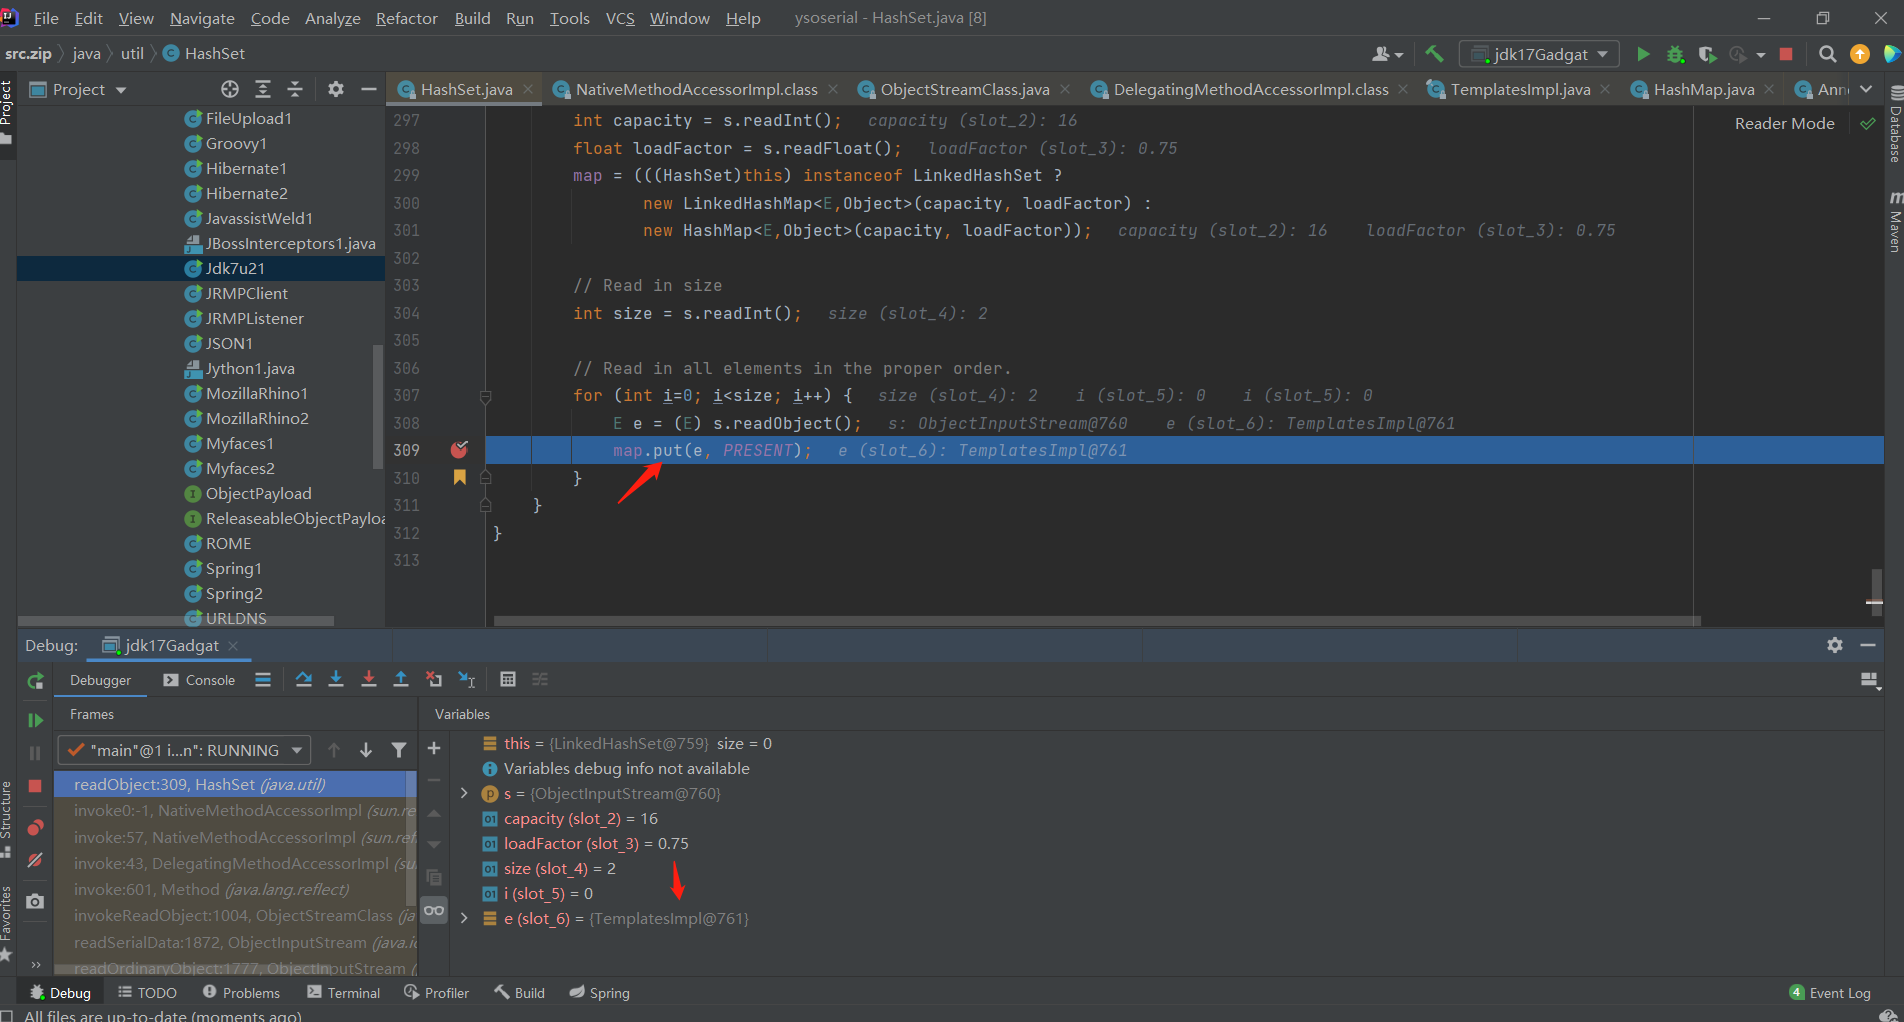 File Edit View Navigate Code Analyze Refactor Build Run Tools VCS Window Help ysoserial - HashSet.java [8]
src.zip java util HashSet jdk17Gadgat
Project
Project
HashSet.java NativeMethodAccessorImpl.class ObjectStreamClass.java DelegatingMethodAccessorImpl.class TemplatesImpl.java HashMap.java Ann
Reader Mode
Database
Maven
FileUpload1
Groovy1
Hibernate1
Hibernate2
JavassistWeld1
JBossInterceptors1.java
Jdk7u21
JRMPClient
JRMPListener
JSON1
Jython1.java
MozillaRhino1
MozillaRhino2
Myfaces1
Myfaces2
ObjectPayload
ReleaseableObjectPayloa
ROME
Spring1
Spring2
URLDNS
297 int capacity = s.readInt(); capacity (slot_2): 16
298 float loadFactor = s.readFloat(); loadFactor (slot_3): 0.75
299 map = (((HashSet)this) instanceof LinkedHashSet ?
300 new LinkedHashMap<E,Object>(capacity, loadFactor) :
301 new HashMap<E,Object>(capacity, loadFactor)); capacity (slot_2): 16 loadFactor (slot_3): 0.75
302
303 // Read in size
304 int size = s.readInt(); size (slot_4): 2
305
306 // Read in all elements in the proper order.
307 for (int i=0; i<size; i++) { size (slot_4): 2 i (slot_5): 0 i (slot_5): 0
308 E e = (E) s.readObject(); s: ObjectInputStream@760 e (slot_6): TemplatesImpl@761
309 map.put(e, PRESENT); e (slot_6): TemplatesImpl@761
310 }
311 }
312 }
313
Debug: jdk17Gadgat
Debugger Console
Frames
"main"@1 i...n": RUNNING
readObject:309, HashSet (java.util)
invoke0:-1, NativeMethodAccessorImpl (sun.re
invoke:57, NativeMethodAccessorImpl (sun.refl
invoke:43, DelegatingMethodAccessorImpl (su
invoke:601, Method (java.lang.reflect)
invokeReadObject:1004, ObjectStreamClass (ja
readSerialData:1872, ObjectInputStream (java.io
readOrdinaryObject:1777, ObjectInputStream (
Variables
this = {LinkedHashSet@759} size = 0
Variables debug info not available
s = {ObjectInputStream@760}
capacity (slot_2) = 16
loadFactor (slot_3) = 0.75
size (slot_4) = 2
i (slot_5) = 0
e (slot_6) = {TemplatesImpl@761}
Structure
Favorites
Debug TODO Problems Terminal Profiler Build Spring 4 Event Log
All files are up-to-date (moments ago)